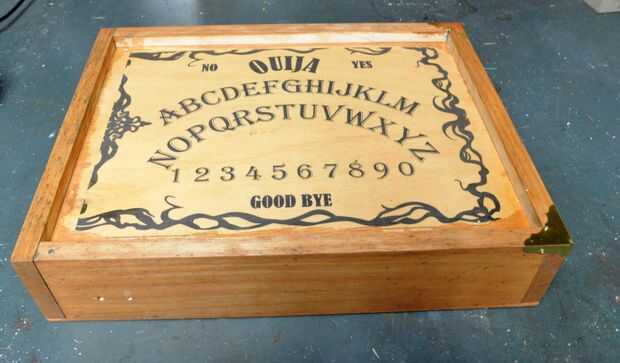 NO OUIJA YES
ABCDEFGHIJKLM
NOPQRSTUVWXYZ
1234567890
GOOD BYE